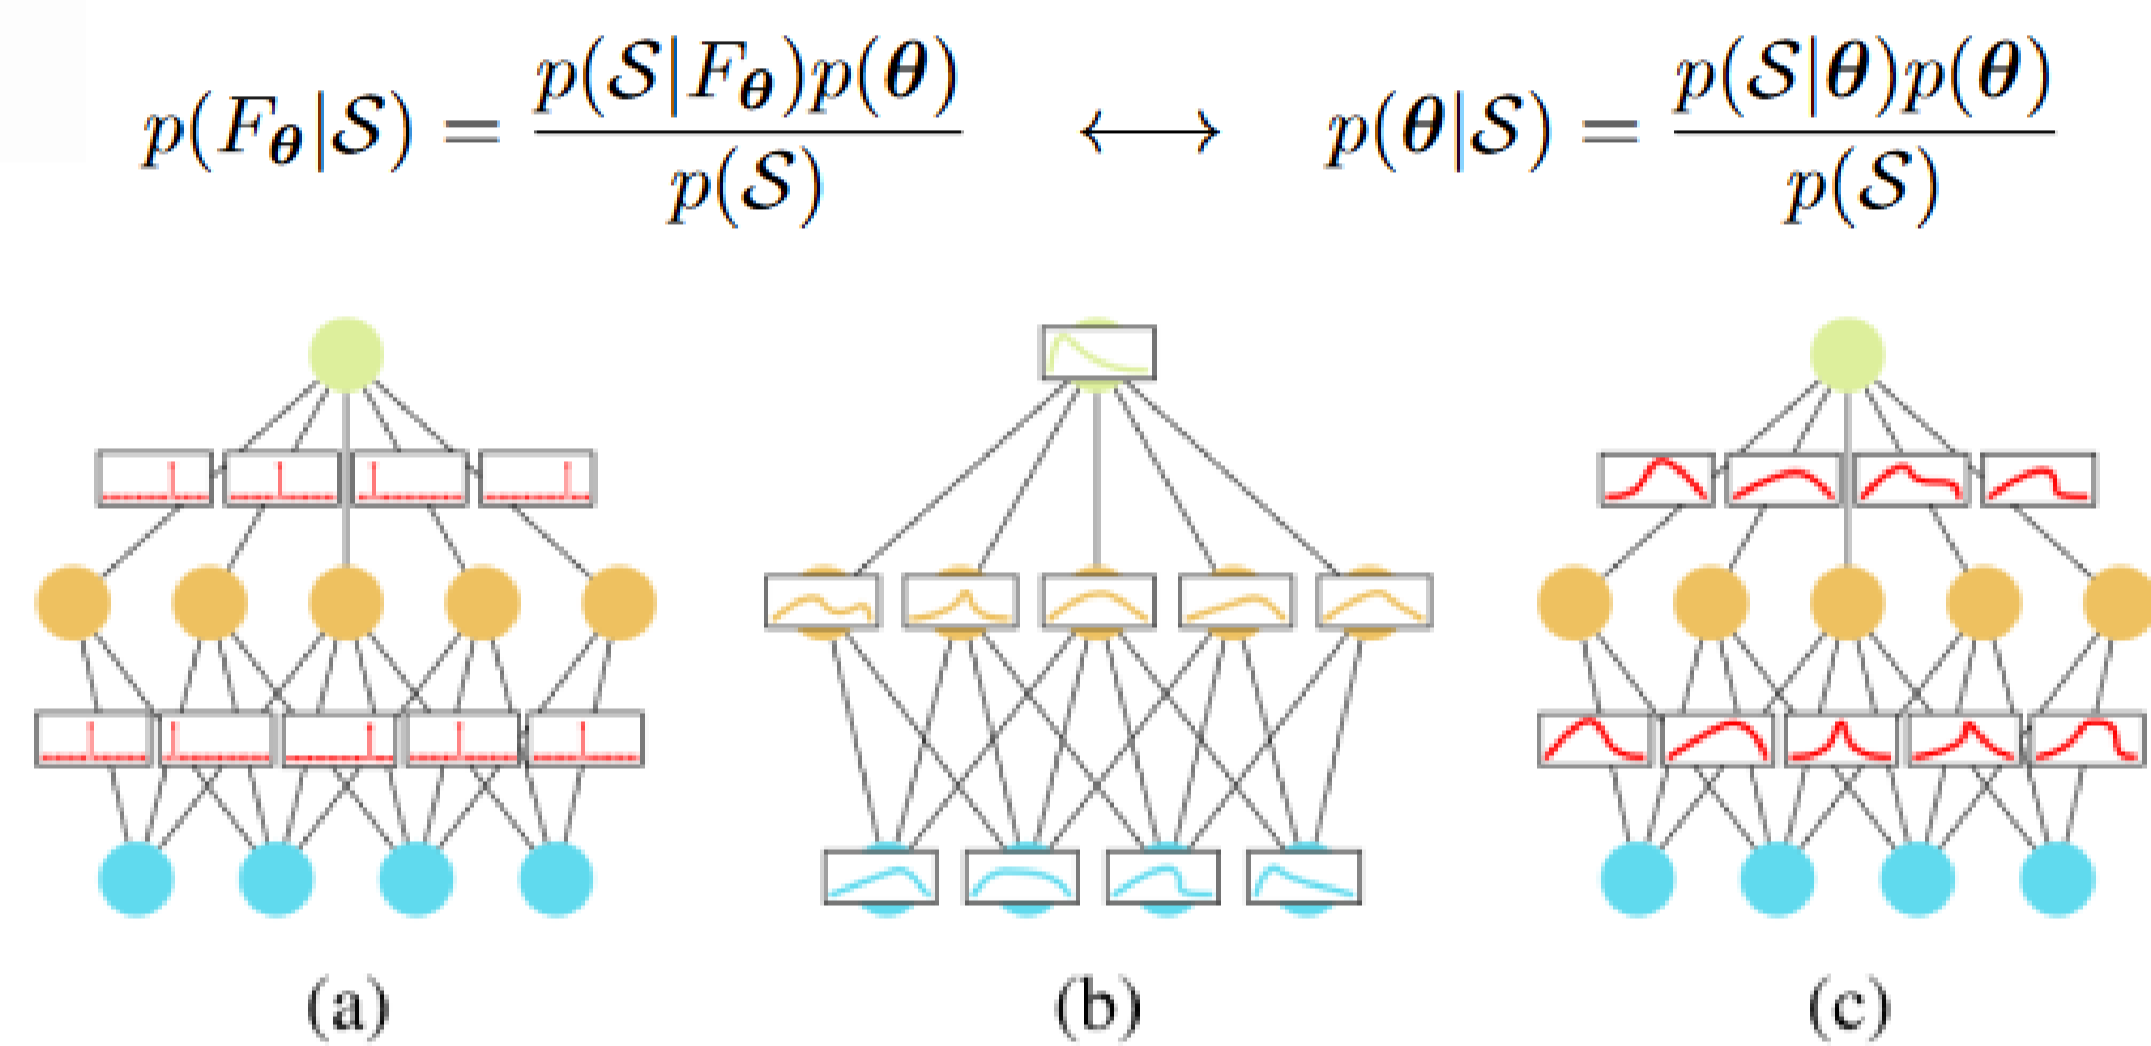 p(F_θ|𝒮) = p(𝒮|F_θ)p(θ) / p(𝒮) ⟷ p(θ|𝒮) = p(𝒮|θ)p(θ) / p(𝒮)
(a) (b) (c)